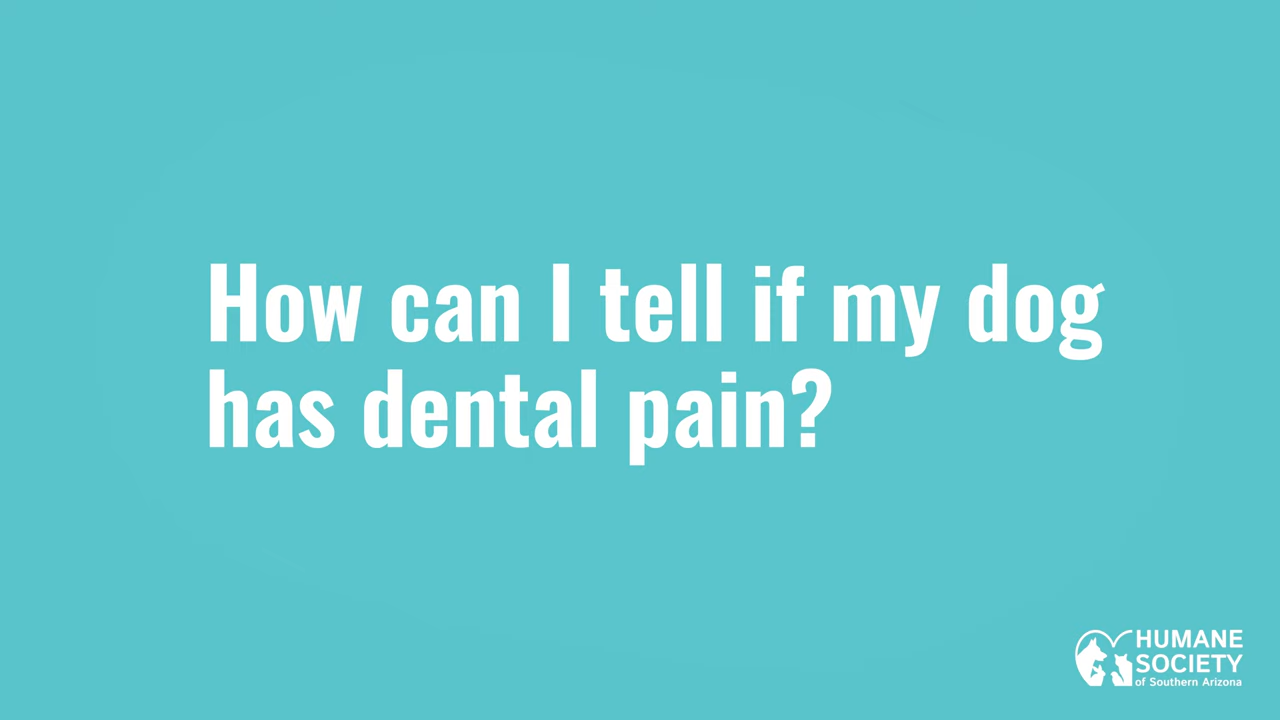 How can I tell if my dog
has dental pain?
HUMANE
SOCIETY
of Southern Arizona